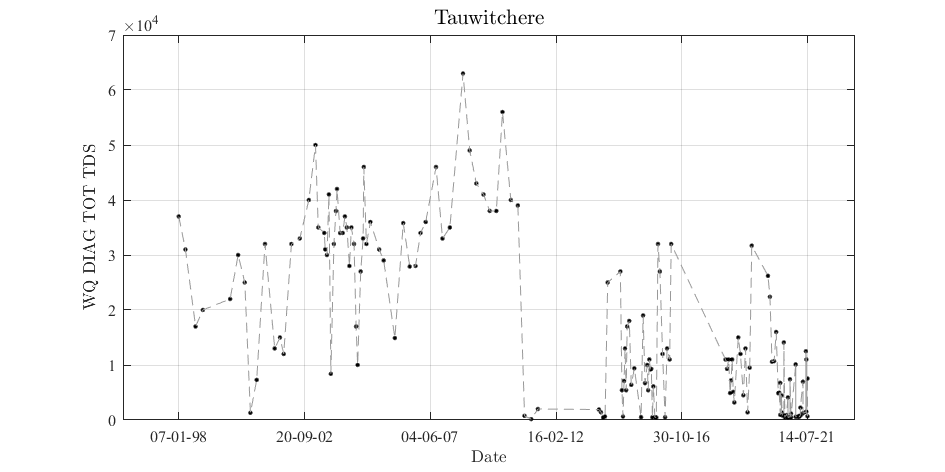 Tauwitchere
×10⁴
7
6
5
4
3
2
1
0
WQ DIAG TOT TDS
07-01-98 20-09-02 04-06-07 16-02-12 30-10-16 14-07-21
Date